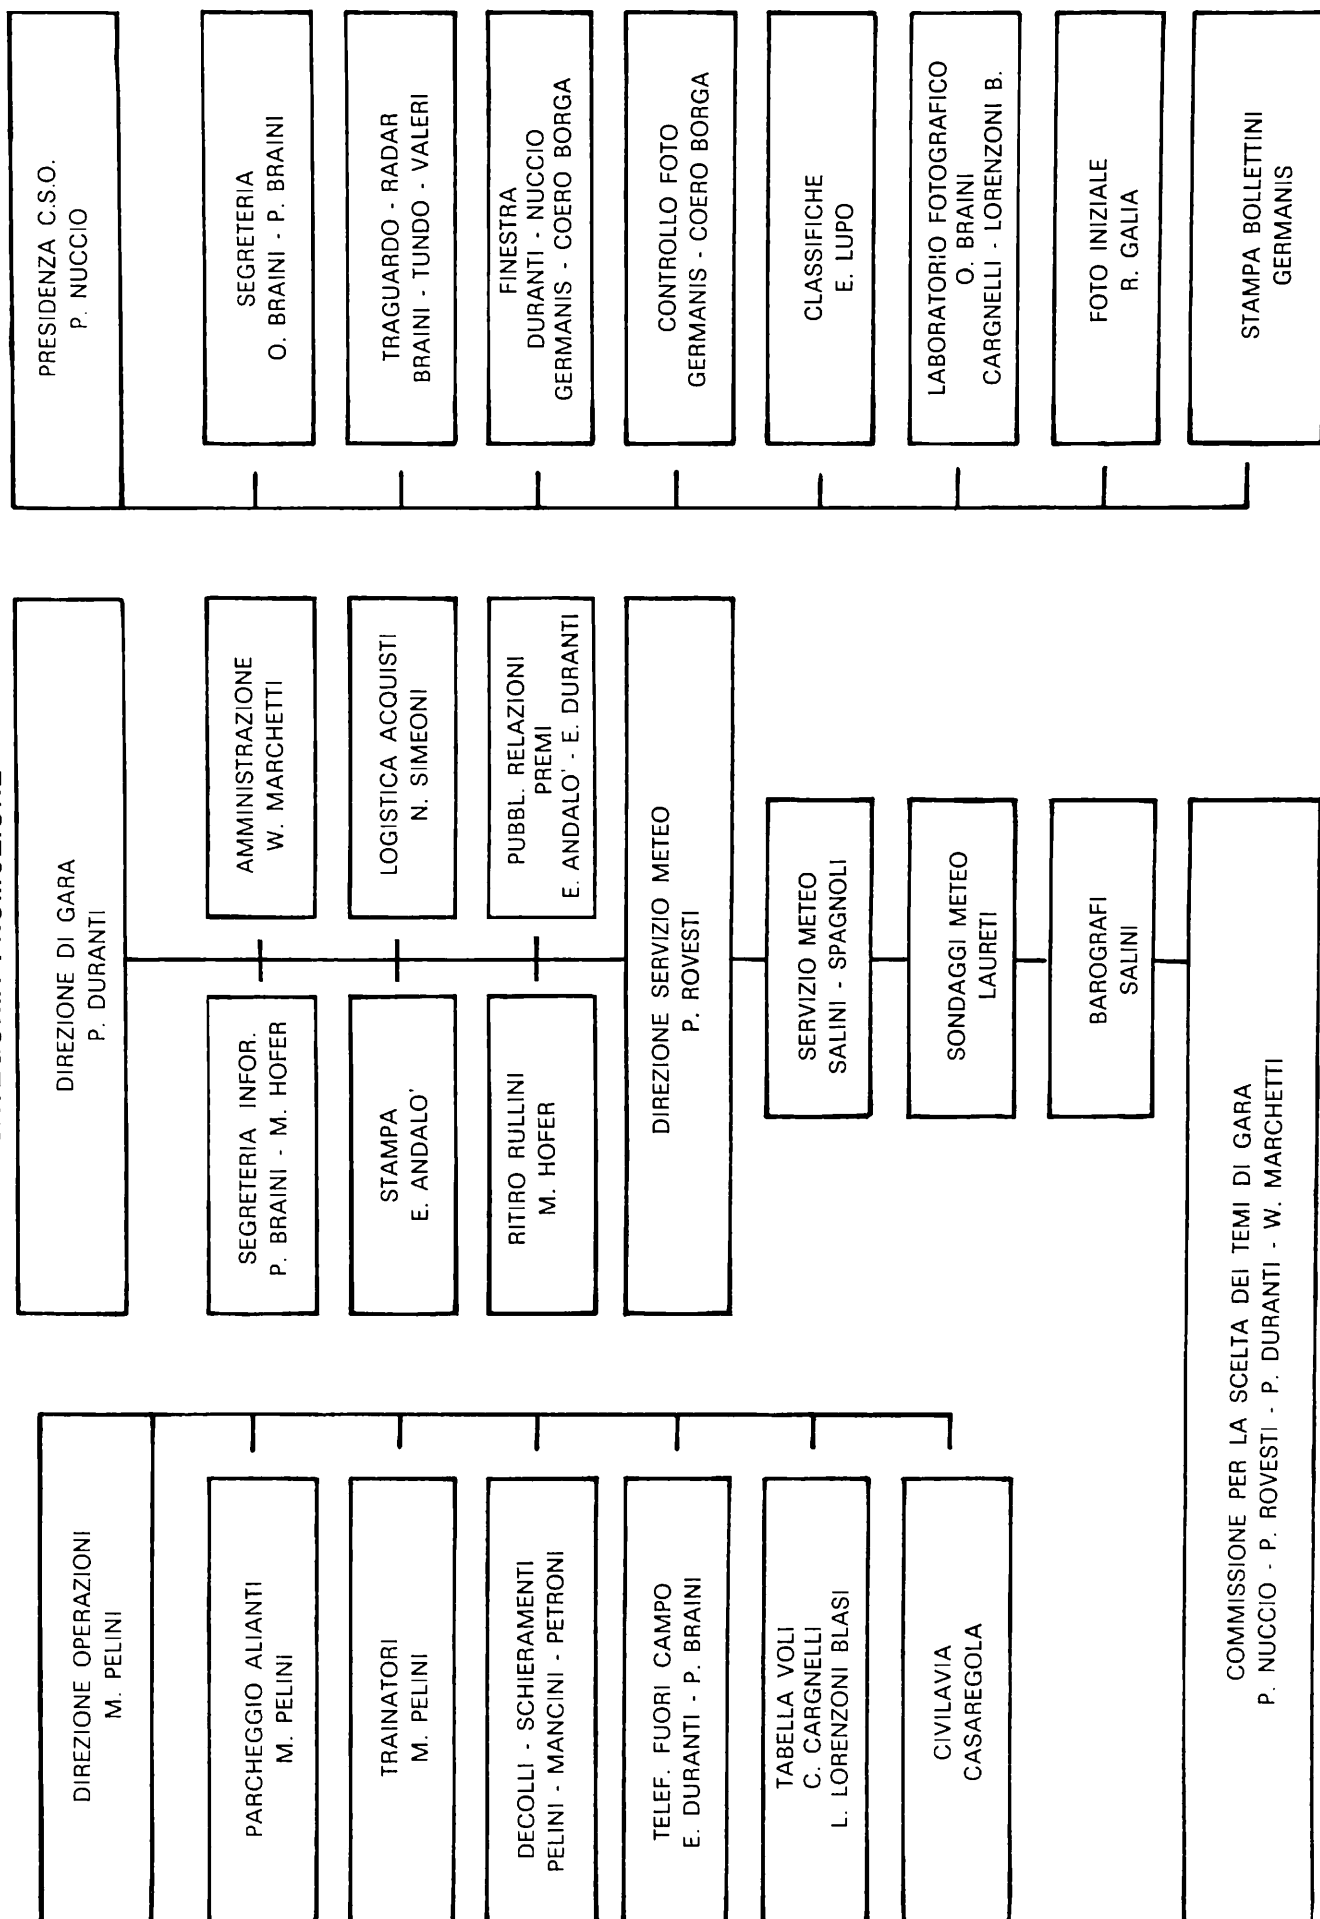 DIREZIONE OPERAZIONI
M. PELINI
PARCHEGGIO ALIANTI
M. PELINI
TRAINATORI
M. PELINI
DECOLLI - SCHIERAMENTI
PELINI - MANCINI - PETRONI
TELEF. FUORI CAMPO
E. DURANTI - P. BRAINI
TABELLA VOLI
C. CARGNELLI
L. LORENZONI BLASI
CIVILAVIA
CASAREGOLA
DIREZIONE DI GARA
P. DURANTI
SEGRETERIA INFOR.
P. BRAINI - M. HOFER
AMMINISTRAZIONE
W. MARCHETTI
STAMPA
E. ANDALO'
LOGISTICA ACQUISTI
N. SIMEONI
RITIRO RULLINI
M. HOFER
PUBBL. RELAZIONI
PREMI
E. ANDALO' - E. DURANTI
DIREZIONE SERVIZIO METEO
P. ROVESTI
SERVIZIO METEO
SALINI - SPAGNOLI
SONDAGGI METEO
LAURETI
BAROGRAFI
SALINI
COMMISSIONE PER LA SCELTA DEI TEMI DI GARA
P. NUCCIO - P. ROVESTI - P. DURANTI - W. MARCHETTI
PRESIDENZA C.S.O.
P. NUCCIO
SEGRETERIA
O. BRAINI - P. BRAINI
TRAGUARDO - RADAR
BRAINI - TUNDO - VALERI
FINESTRA
DURANTI - NUCCIO
GERMANIS - COERO BORGA
CONTROLLO FOTO
GERMANIS - COERO BORGA
CLASSIFICHE
E. LUPO
LABORATORIO FOTOGRAFICO
O. BRAINI
CARGNELLI - LORENZONI B.
FOTO INIZIALE
R. GALIA
STAMPA BOLLETTINI
GERMANIS